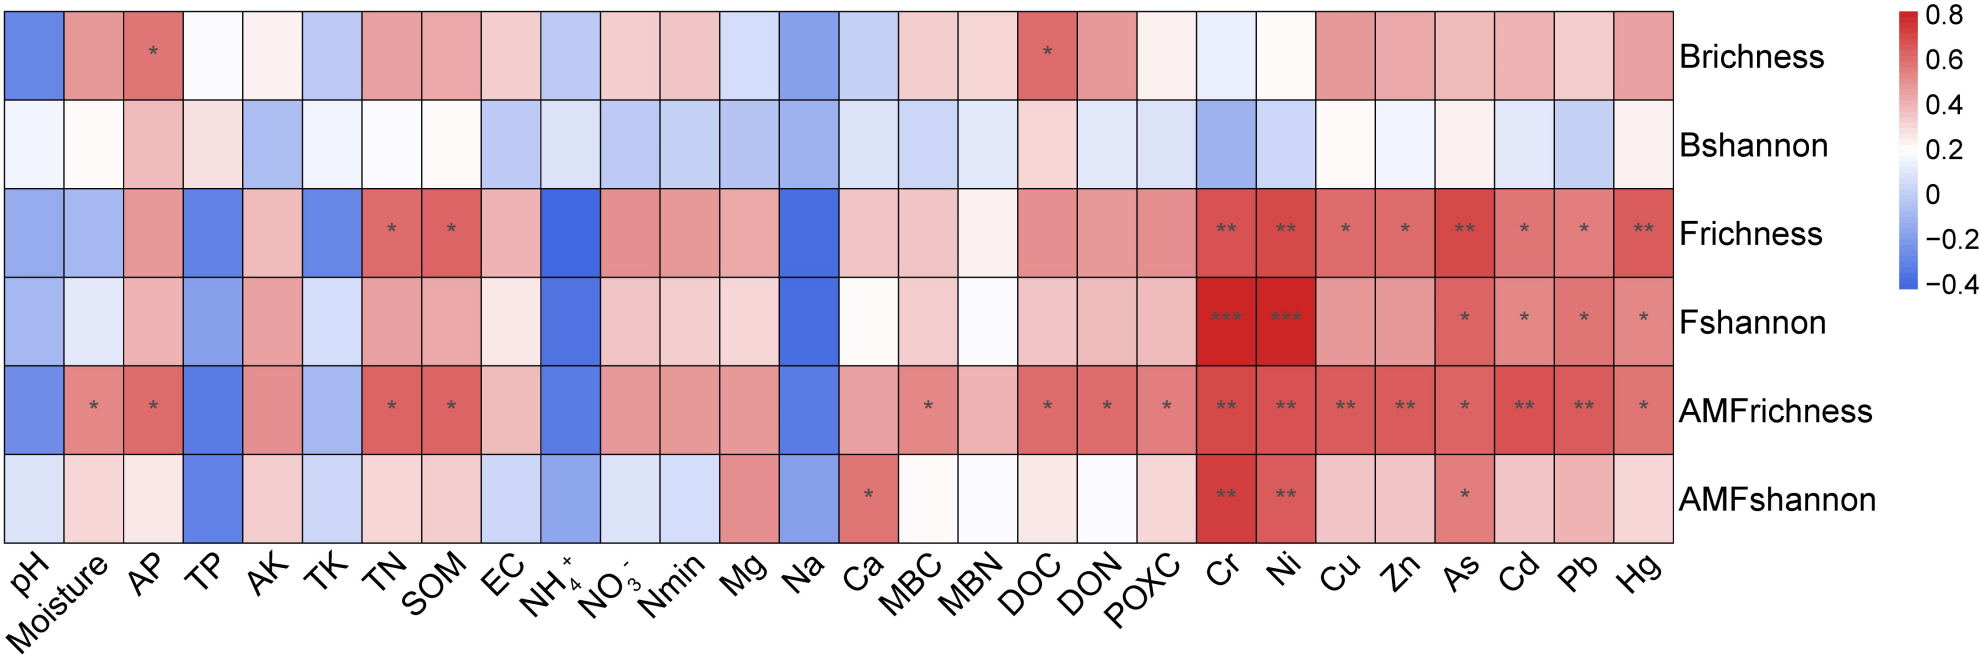 * * Brichness
Bshannon
* * ** ** * * ** * * ** Frichness
*** *** * * * * Fshannon
* * * * * * * * ** ** ** ** * ** ** * AMFrichness
* ** ** * AMFshannon
pH Moisture AP TP AK TK TN SOM EC NH₄⁺ NO₃⁻ Nmin Mg Na Ca MBC MBN DOC DON POXC Cr Ni Cu Zn As Cd Pb Hg
0.8
0.6
0.4
0.2
0
−0.2
−0.4